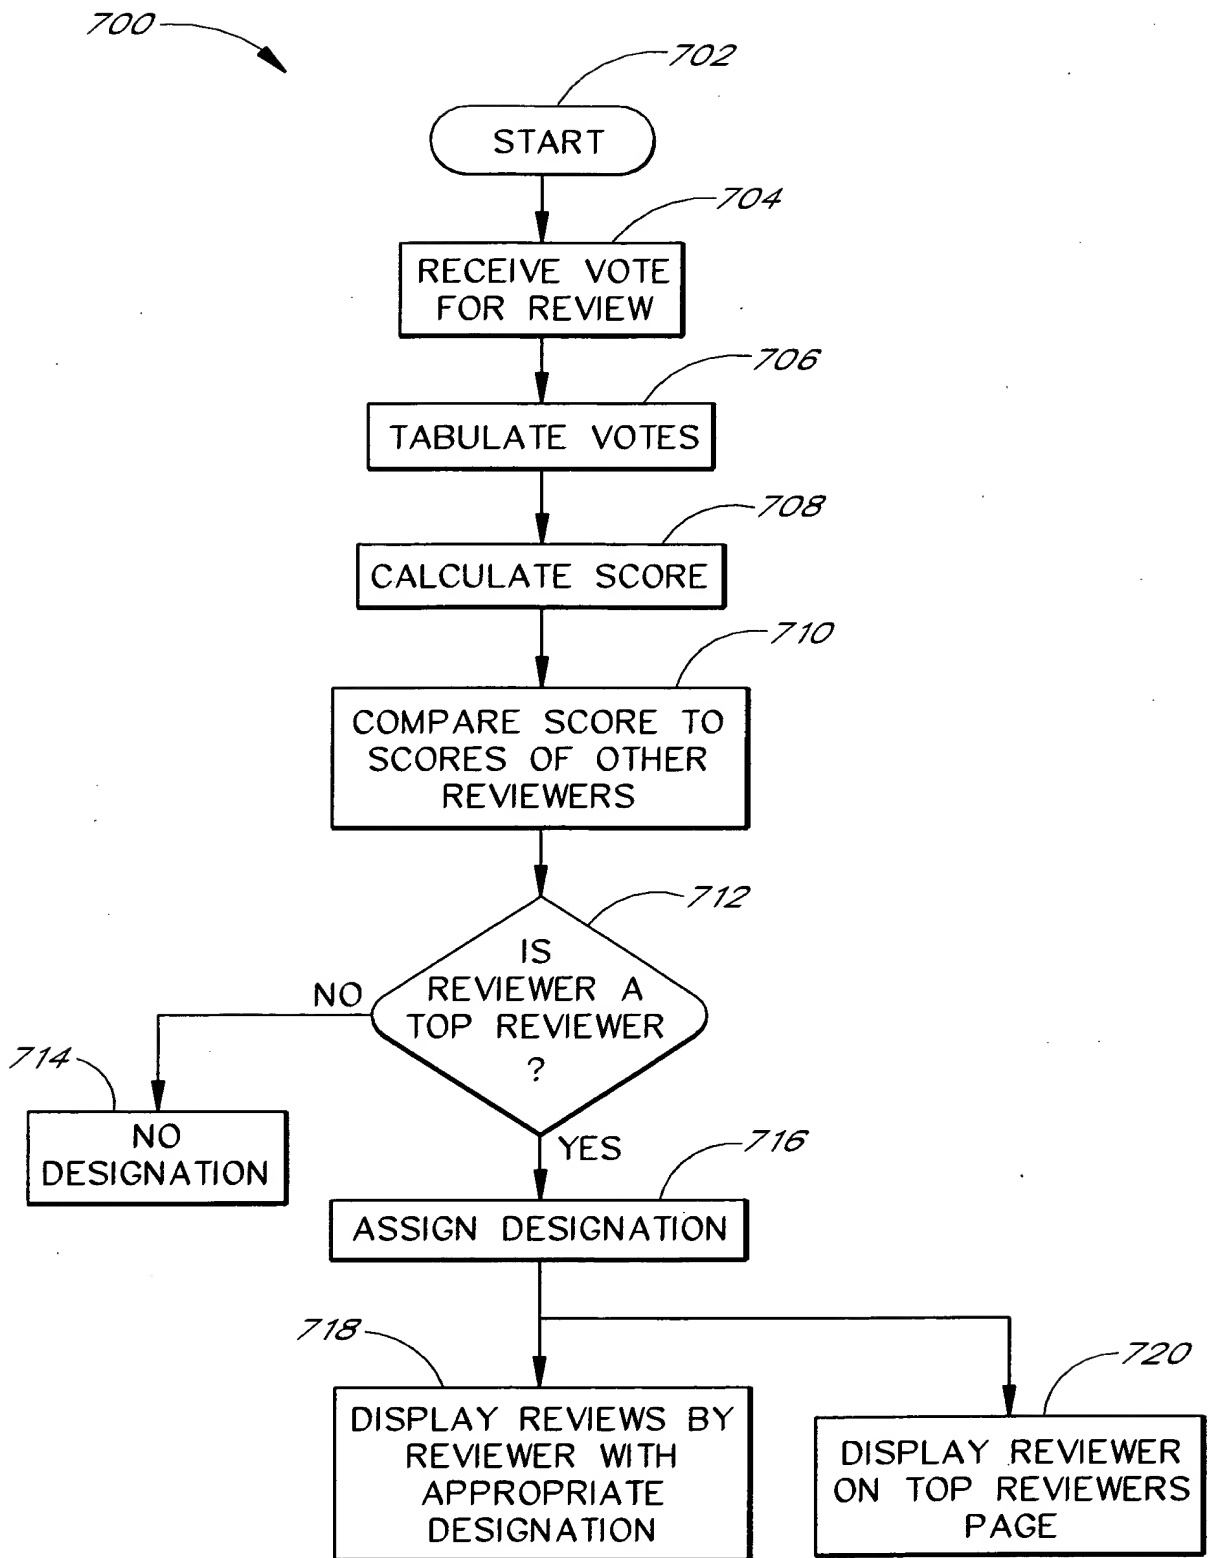 700
702
START
704
RECEIVE VOTE
FOR REVIEW
706
TABULATE VOTES
708
CALCULATE SCORE
710
COMPARE SCORE TO
SCORES OF OTHER
REVIEWERS
712
IS
REVIEWER A
TOP REVIEWER
?
NO
714
NO
DESIGNATION
YES
716
ASSIGN DESIGNATION
718
DISPLAY REVIEWS BY
REVIEWER WITH
APPROPRIATE
DESIGNATION
720
DISPLAY REVIEWER
ON TOP REVIEWERS
PAGE